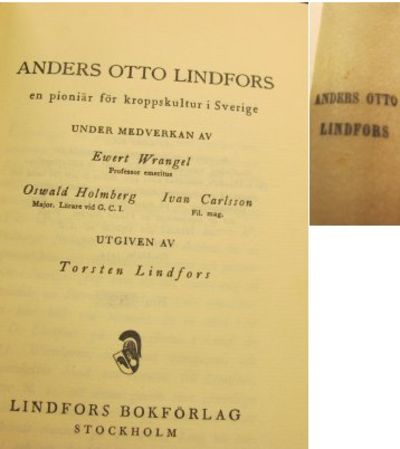 ANDERS OTTO LINDFORS
en pioniär för kroppskultur i Sverige
UNDER MEDVERKAN AV
Ewert Wrangel
Professor emeritus
Oswald Holmberg Ivan Carlsson
Major. Lärare vid G. C. I. Fil. mag.
UTGIVEN AV
Torsten Lindfors
LINDFORS BOKFÖRLAG
STOCKHOLM
ANDERS OTTO
LINDFORS